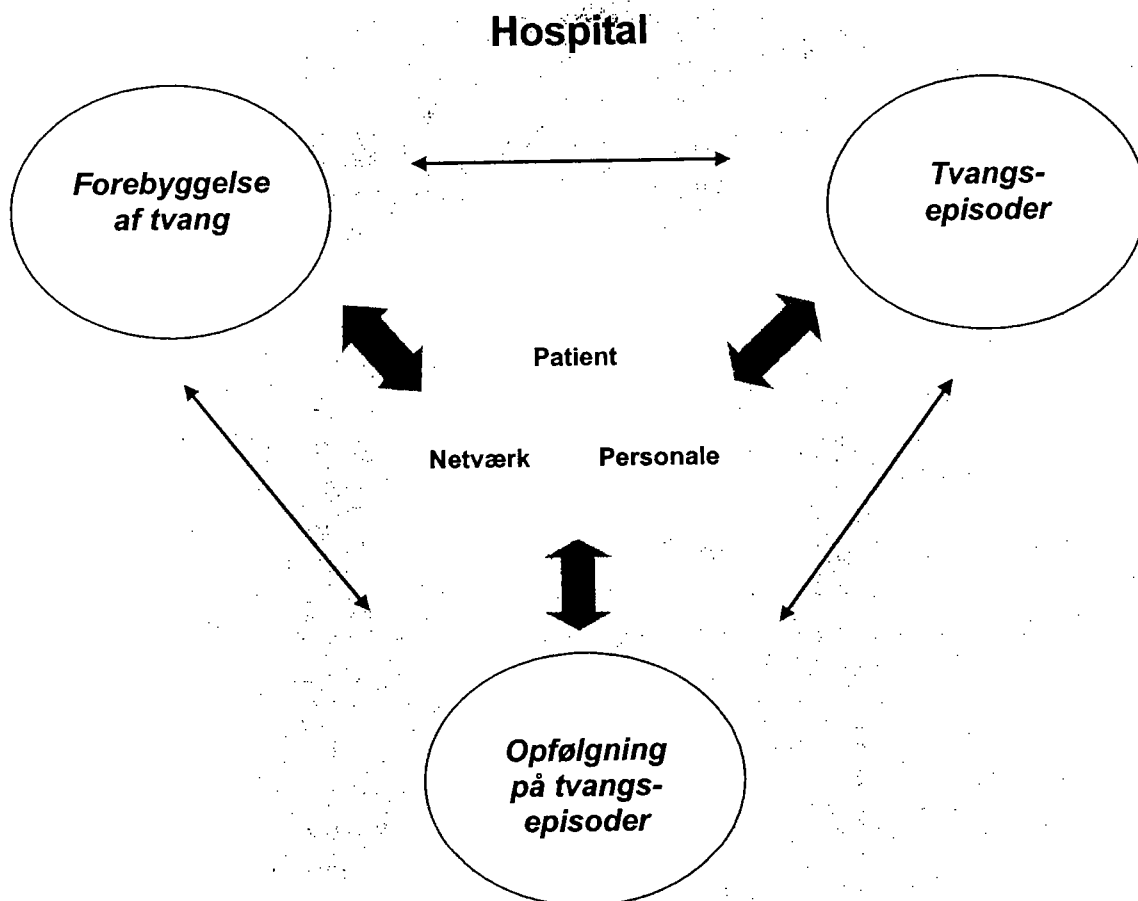 Hospital
Forebyggelse
af tvang
Tvangs-
episoder
Patient
Netværk
Personale
Opfølgning
på tvangs-
episoder